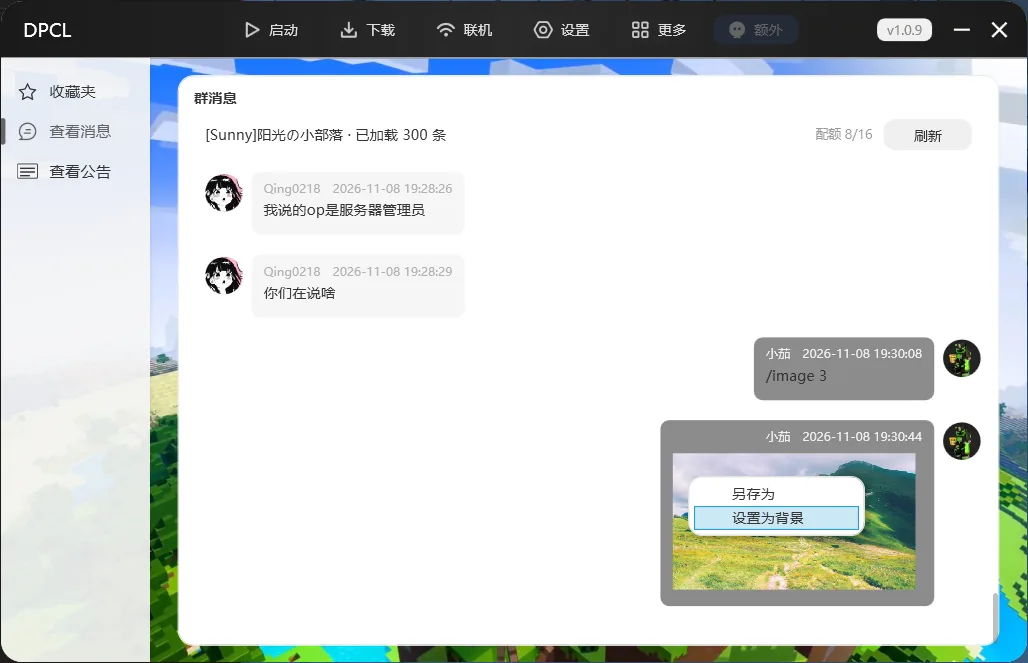 DPCL
启动
下载
联机
设置
更多
额外
v1.0.9
收藏夹
查看消息
查看公告
群消息
[Sunny]阳光の小部落 · 已加载 300 条
配额 8/16
刷新
Qing0218 2026-11-08 19:28:26
我说的op是服务器管理员
Qing0218 2026-11-08 19:28:29
你们在说啥
小茄 2026-11-08 19:30:08
/image 3
小茄 2026-11-08 19:30:44
另存为
设置为背景